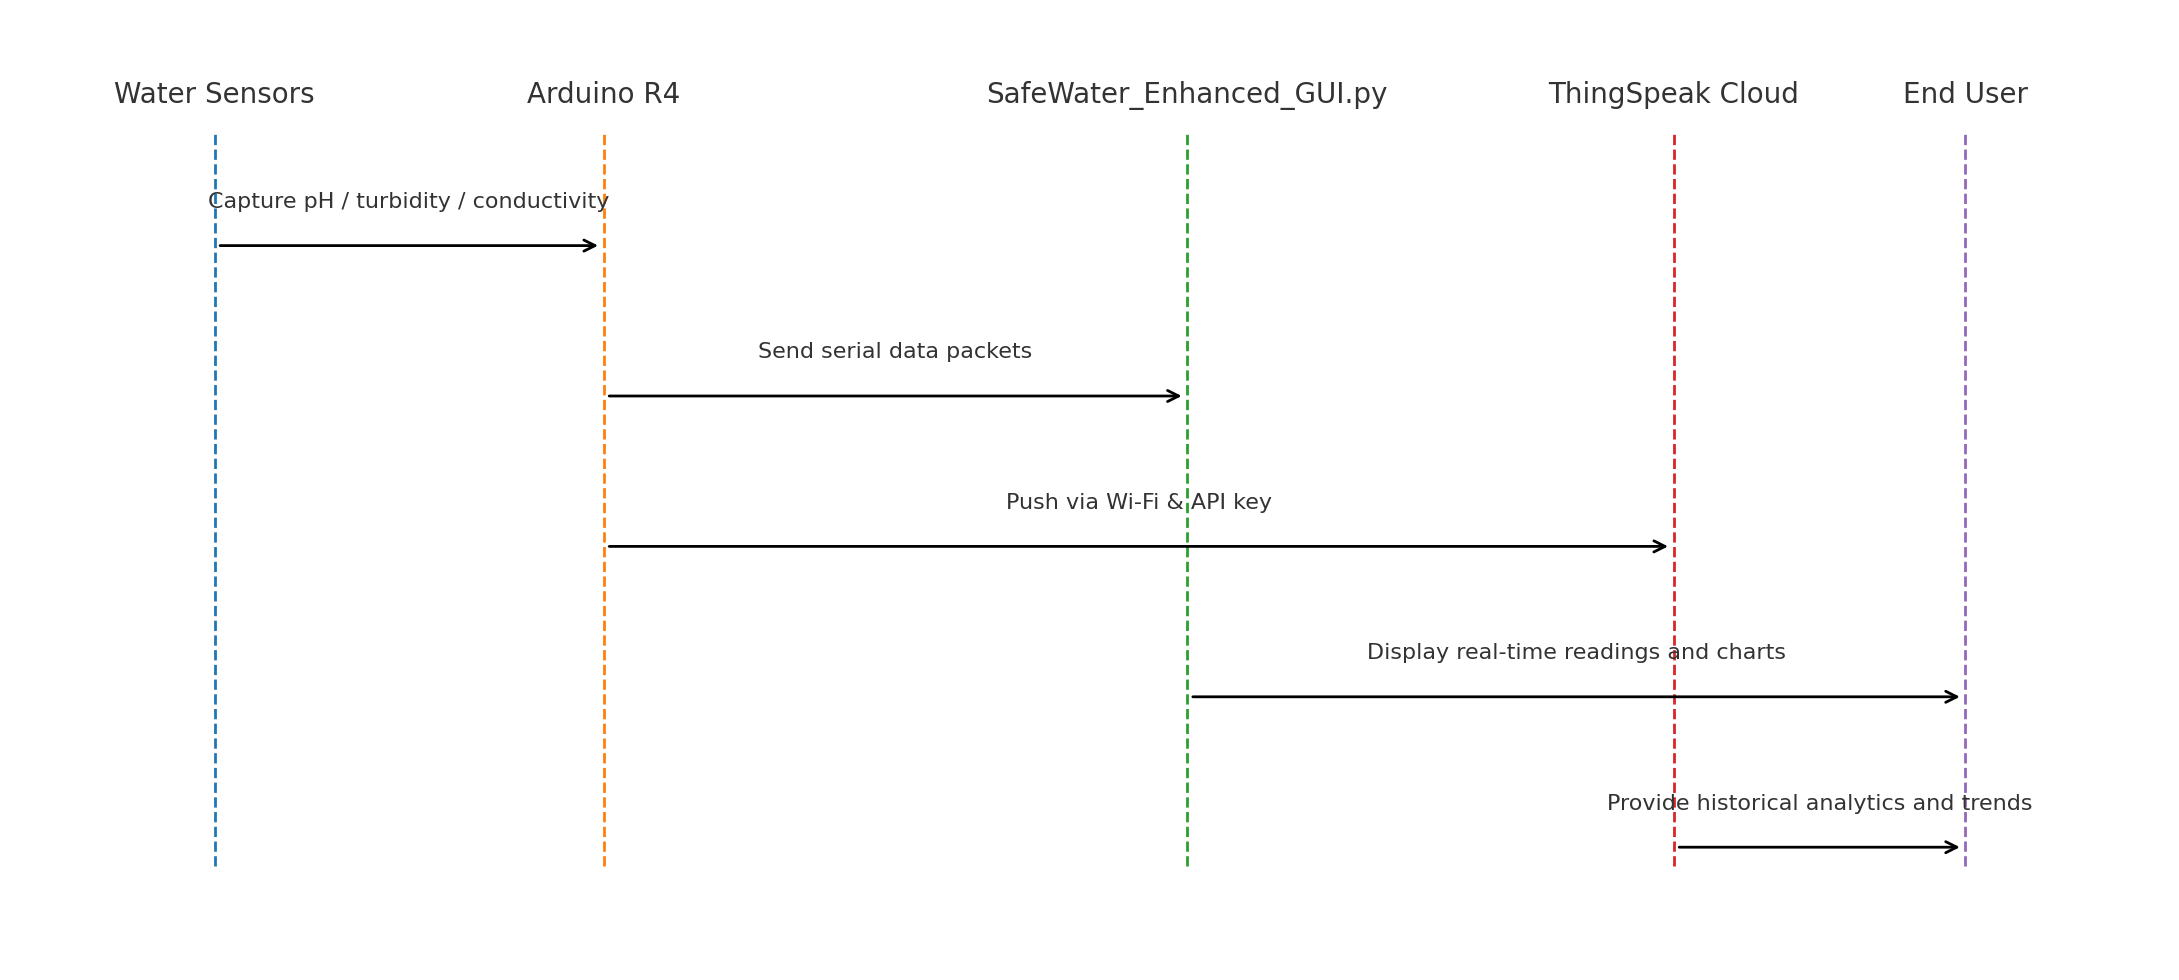 Water Sensors
Arduino R4
SafeWater_Enhanced_GUI.py
ThingSpeak Cloud
End User
Capture pH / turbidity / conductivity
Send serial data packets
Push via Wi-Fi & API key
Display real-time readings and charts
Provide historical analytics and trends